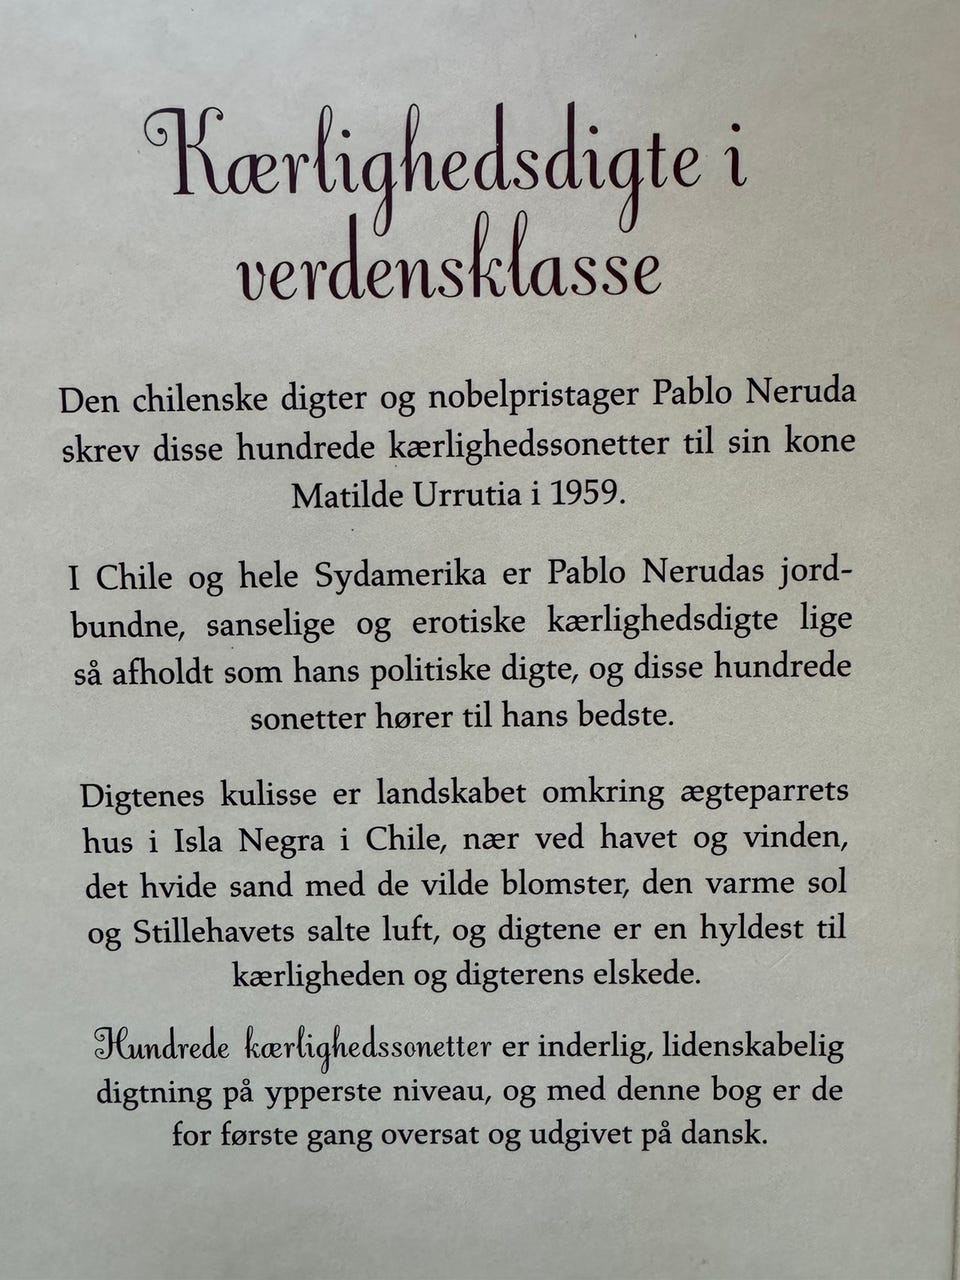 Kærlighedsdigte i
verdensklasse
Den chilenske digter og nobelpristager Pablo Neruda
skrev disse hundrede kærlighedssonetter til sin kone
Matilde Urrutia i 1959.
I Chile og hele Sydamerika er Pablo Nerudas jord-
bundne, sanselige og erotiske kærlighedsdigte lige
så afholdt som hans politiske digte, og disse hundrede
sonetter hører til hans bedste.
Digtenes kulisse er landskabet omkring ægteparrets
hus i Isla Negra i Chile, nær ved havet og vinden,
det hvide sand med de vilde blomster, den varme sol
og Stillehavets salte luft, og digtene er en hyldest til
kærligheden og digterens elskede.
Hundrede kærlighedssonetter er inderlig, lidenskabelig
digtning på ypperste niveau, og med denne bog er de
for første gang oversat og udgivet på dansk.